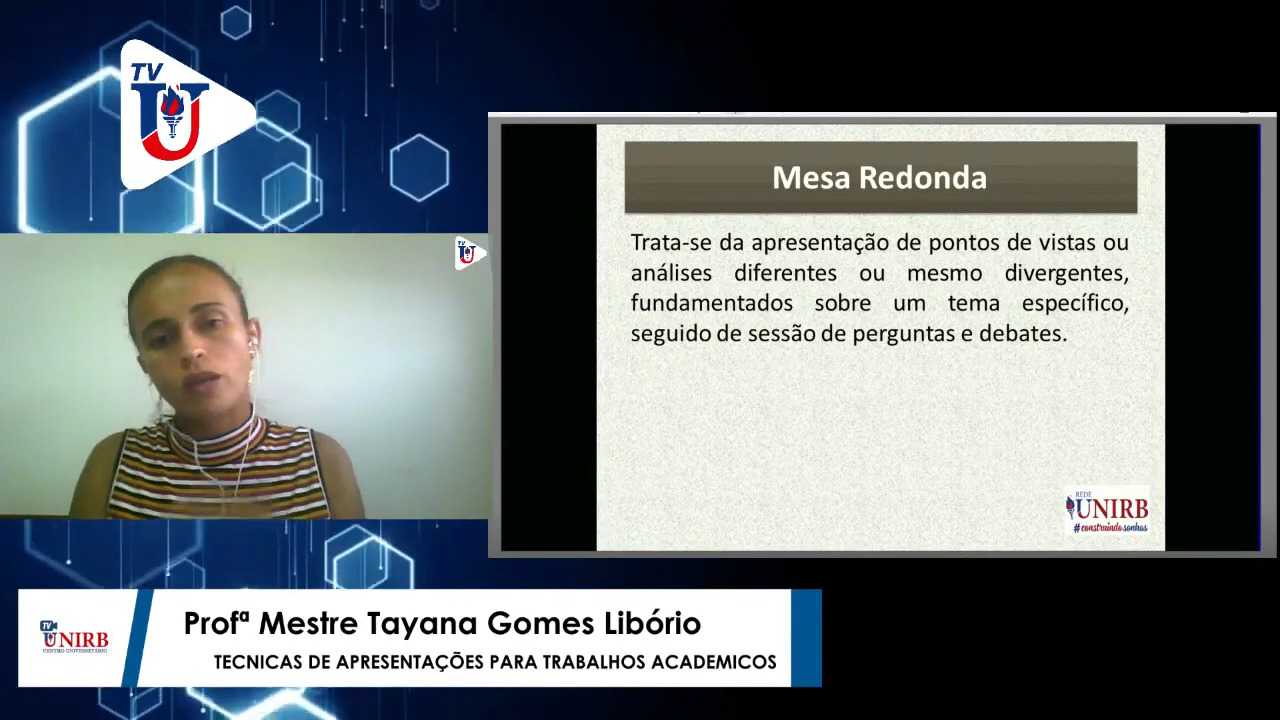 TV
U
TV
U
Mesa Redonda
Trata-se da apresentação de pontos de vistas ou
análises diferentes ou mesmo divergentes,
fundamentados sobre um tema específico,
seguido de sessão de perguntas e debates.
REDE
UNIRB
#construindosonhos
TV
UNIRB
CENTRO UNIVERSITÁRIO
Profª Mestre Tayana Gomes Libório
TECNICAS DE APRESENTAÇÕES PARA TRABALHOS ACADEMICOS